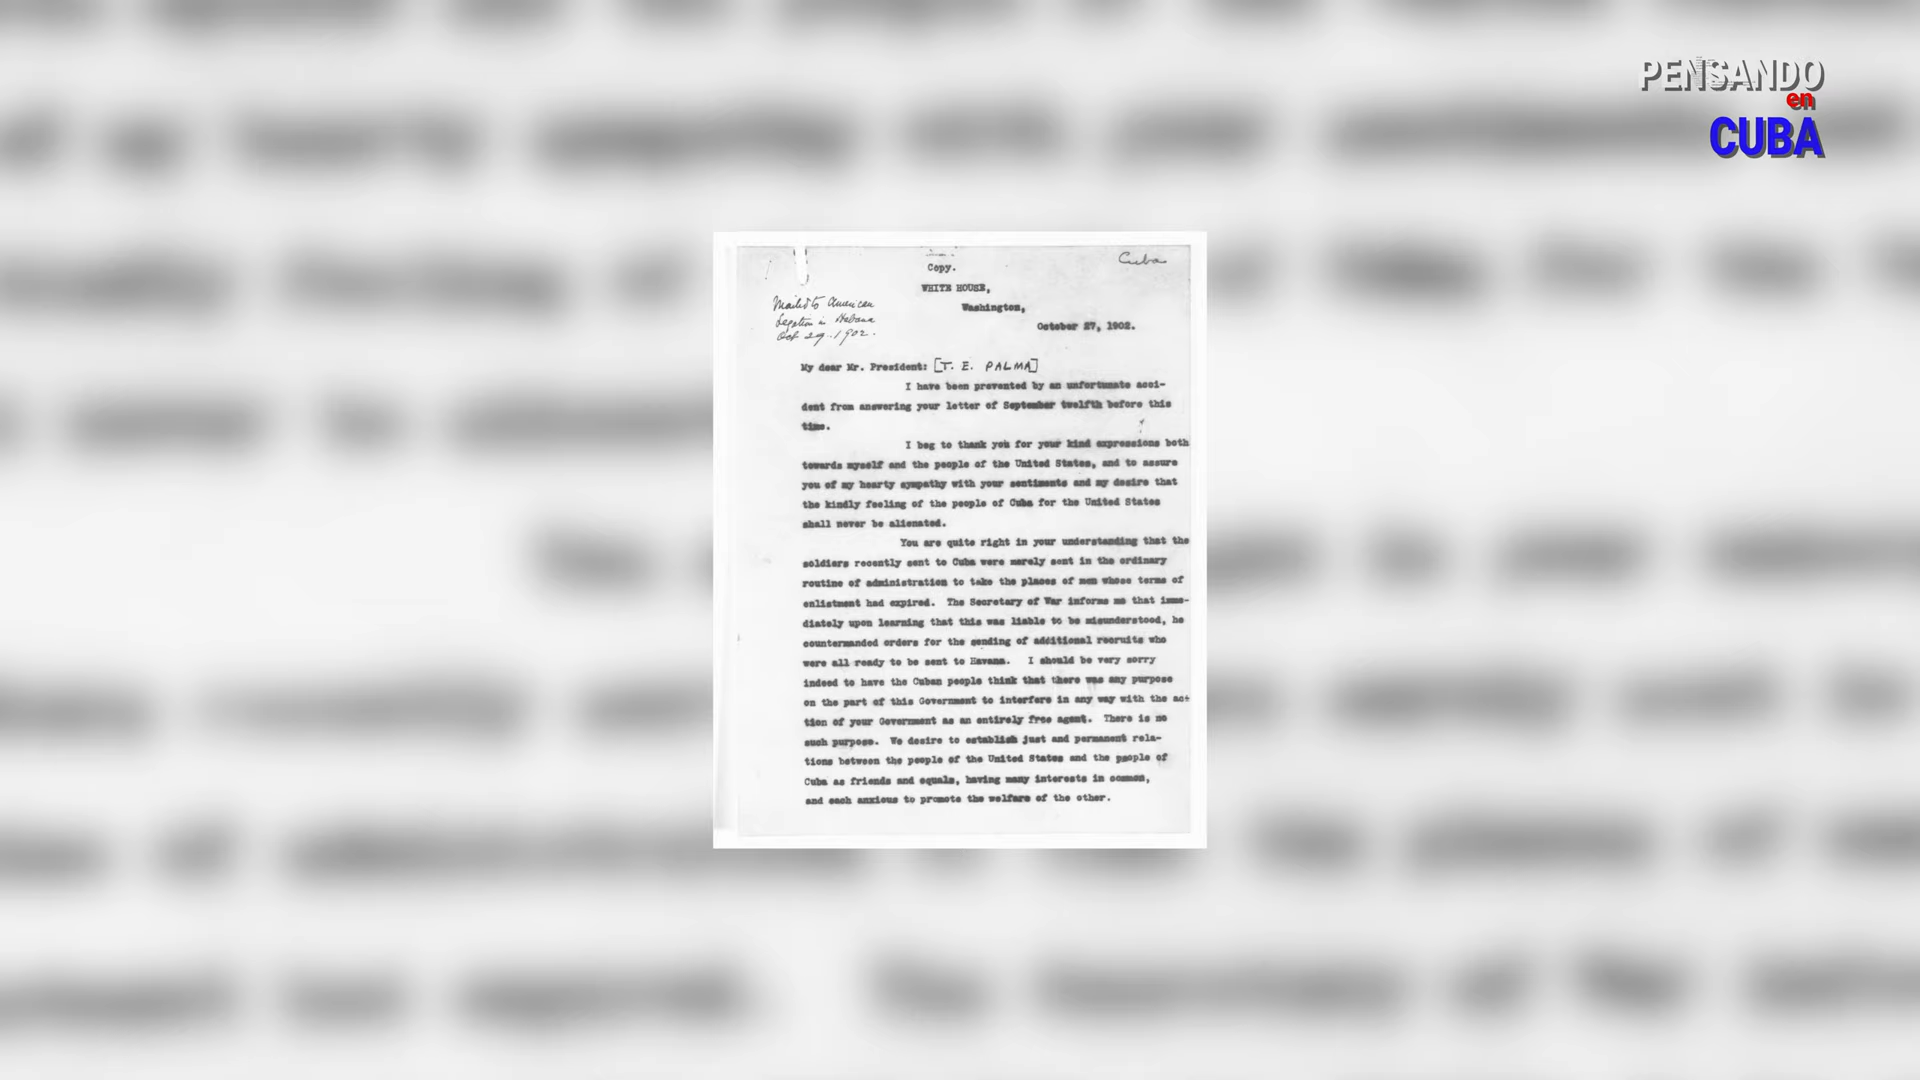 PENSANDO
en
CUBA
Copy.
Cuba
WHITE HOUSE,
Washington,
October 27, 1902.
Mailed to American
Legation in Habana
Oct 29. 1902.
My dear Mr. President: [T. E. PALMA]
I have been prevented by an unfortunate acci-
dent from answering your letter of September twelfth before this
time.
I beg to thank you for your kind expressions both
towards myself and the people of the United States, and to assure
you of my hearty sympathy with your sentiments and my desire that
the kindly feeling of the people of Cuba for the United States
shall never be alienated.
You are quite right in your understanding that the
soldiers recently sent to Cuba were merely sent in the ordinary
routine of administration to take the places of men whose terms of
enlistment had expired. The Secretary of War informs me that imme-
diately upon learning that this was liable to be misunderstood, he
countermanded orders for the sending of additional recruits who
were all ready to be sent to Havana. I should be very sorry
indeed to have the Cuban people think that there was any purpose
on the part of this Government to interfere in any way with the ac-
tion of your Government as an entirely free agent. There is no
such purpose. We desire to establish just and permanent rela-
tions between the people of the United States and the people of
Cuba as friends and equals, having many interests in common,
and each anxious to promote the welfare of the other.